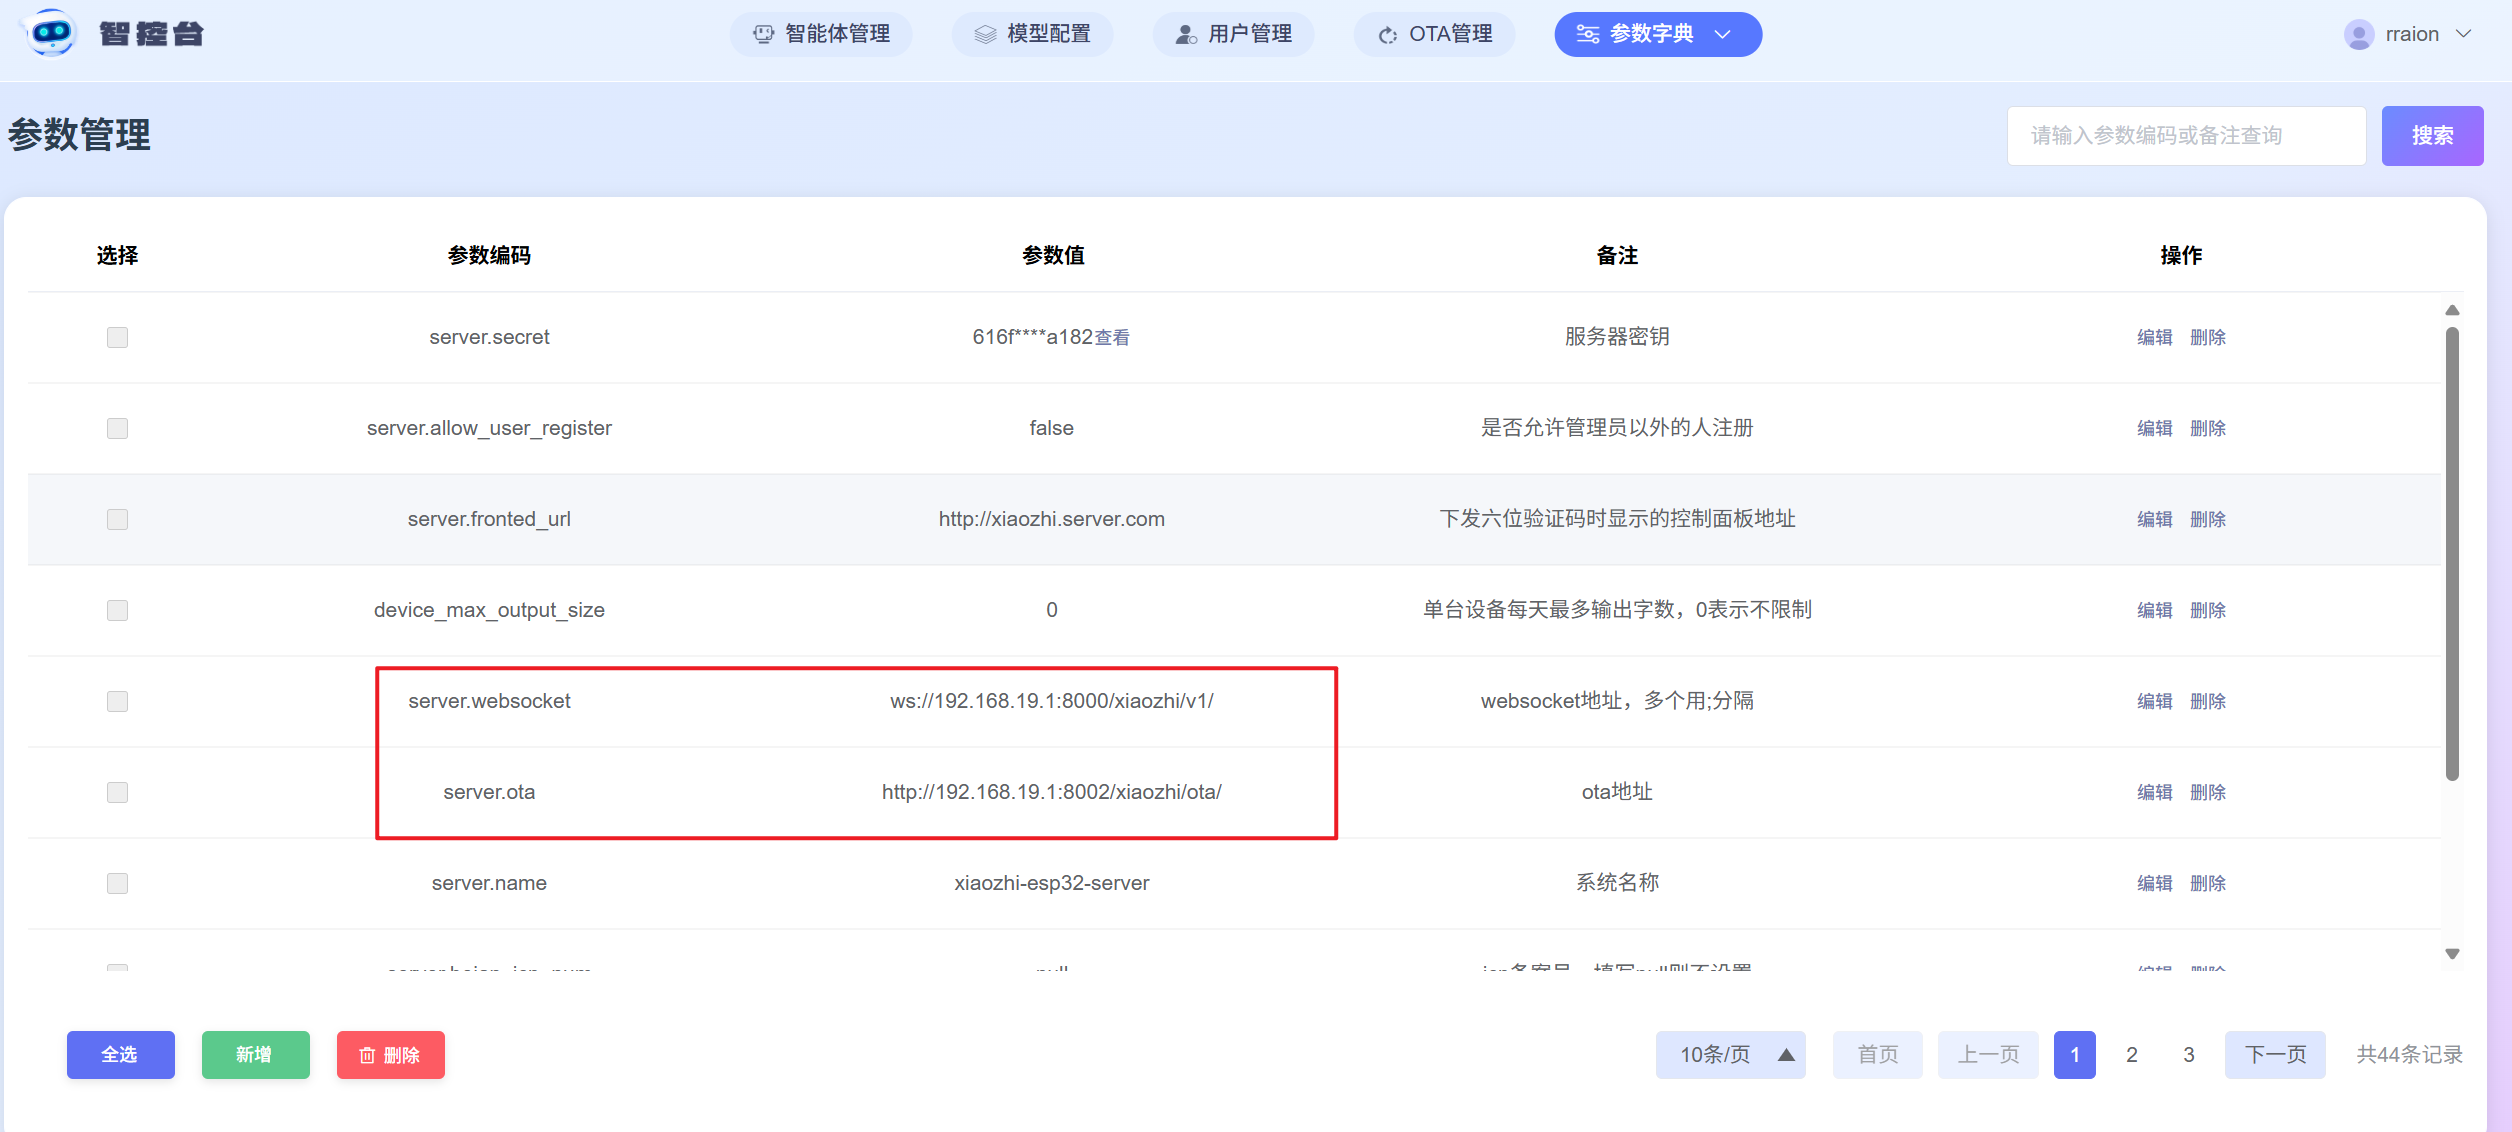 智控台
智能体管理
模型配置
用户管理
OTA管理
参数字典
rraion
参数管理
请输入参数编码或备注查询
搜索
选择 参数编码 参数值 备注 操作
server.secret 616f****a182查看 服务器密钥 编辑 删除
server.allow_user_register false 是否允许管理员以外的人注册 编辑 删除
server.fronted_url http://xiaozhi.server.com 下发六位验证码时显示的控制面板地址 编辑 删除
device_max_output_size 0 单台设备每天最多输出字数，0表示不限制 编辑 删除
server.websocket ws://192.168.19.1:8000/xiaozhi/v1/ websocket地址，多个用;分隔 编辑 删除
server.ota http://192.168.19.1:8002/xiaozhi/ota/ ota地址 编辑 删除
server.name xiaozhi-esp32-server 系统名称 编辑 删除
null 编辑 删除
全选 新增 删除
10条/页 首页 上一页 1 2 3 下一页 共44条记录